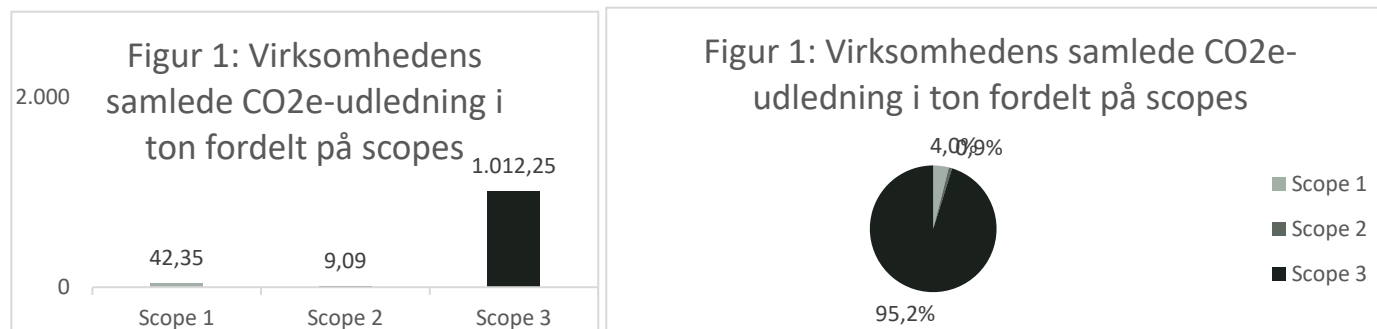 Figur 1: Virksomhedens
samlede CO2e-udledning i
ton fordelt på scopes
2.000
1.012,25
42,35
9,09
0
Scope 1
Scope 2
Scope 3
Figur 1: Virksomhedens samlede CO2e-
udledning i ton fordelt på scopes
4,0%
0,9%
95,2%
Scope 1
Scope 2
Scope 3